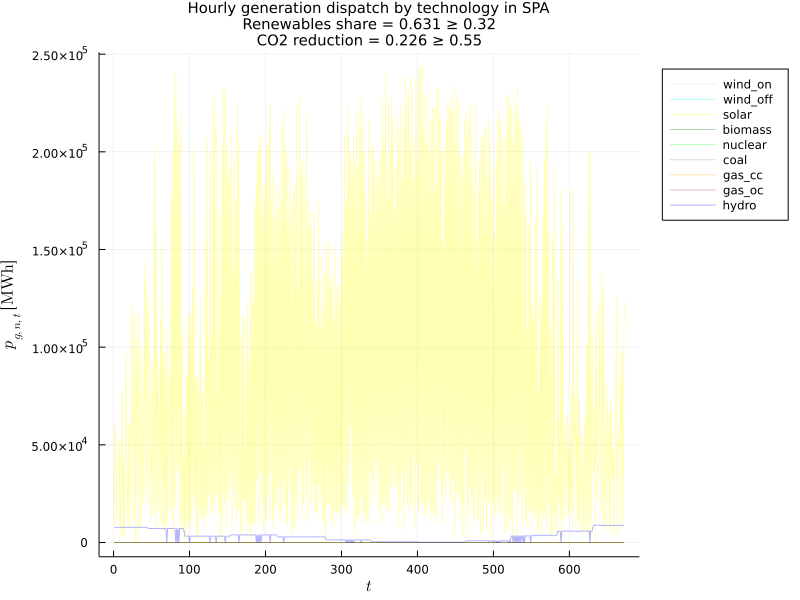 Hourly generation dispatch by technology in SPA
Renewables share = 0.631 ≥ 0.32
CO2 reduction = 0.226 ≥ 0.55
2.50×10⁵
2.00×10⁵
1.50×10⁵
1.00×10⁵
5.00×10⁴
0
p g,n,t [MWh]
0 100 200 300 400 500 600
t
wind_on
wind_off
solar
biomass
nuclear
coal
gas_cc
gas_oc
hydro